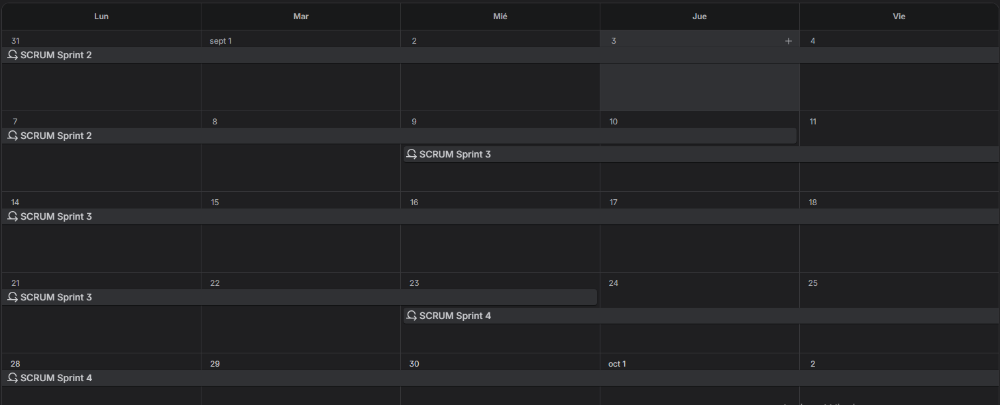 Lun Mar Mié Jue Vie
31 sept 1 2 3 + 4
SCRUM Sprint 2
7 8 9 10 11
SCRUM Sprint 2
SCRUM Sprint 3
14 15 16 17 18
SCRUM Sprint 3
21 22 23 24 25
SCRUM Sprint 3
SCRUM Sprint 4
28 29 30 oct 1 2
SCRUM Sprint 4